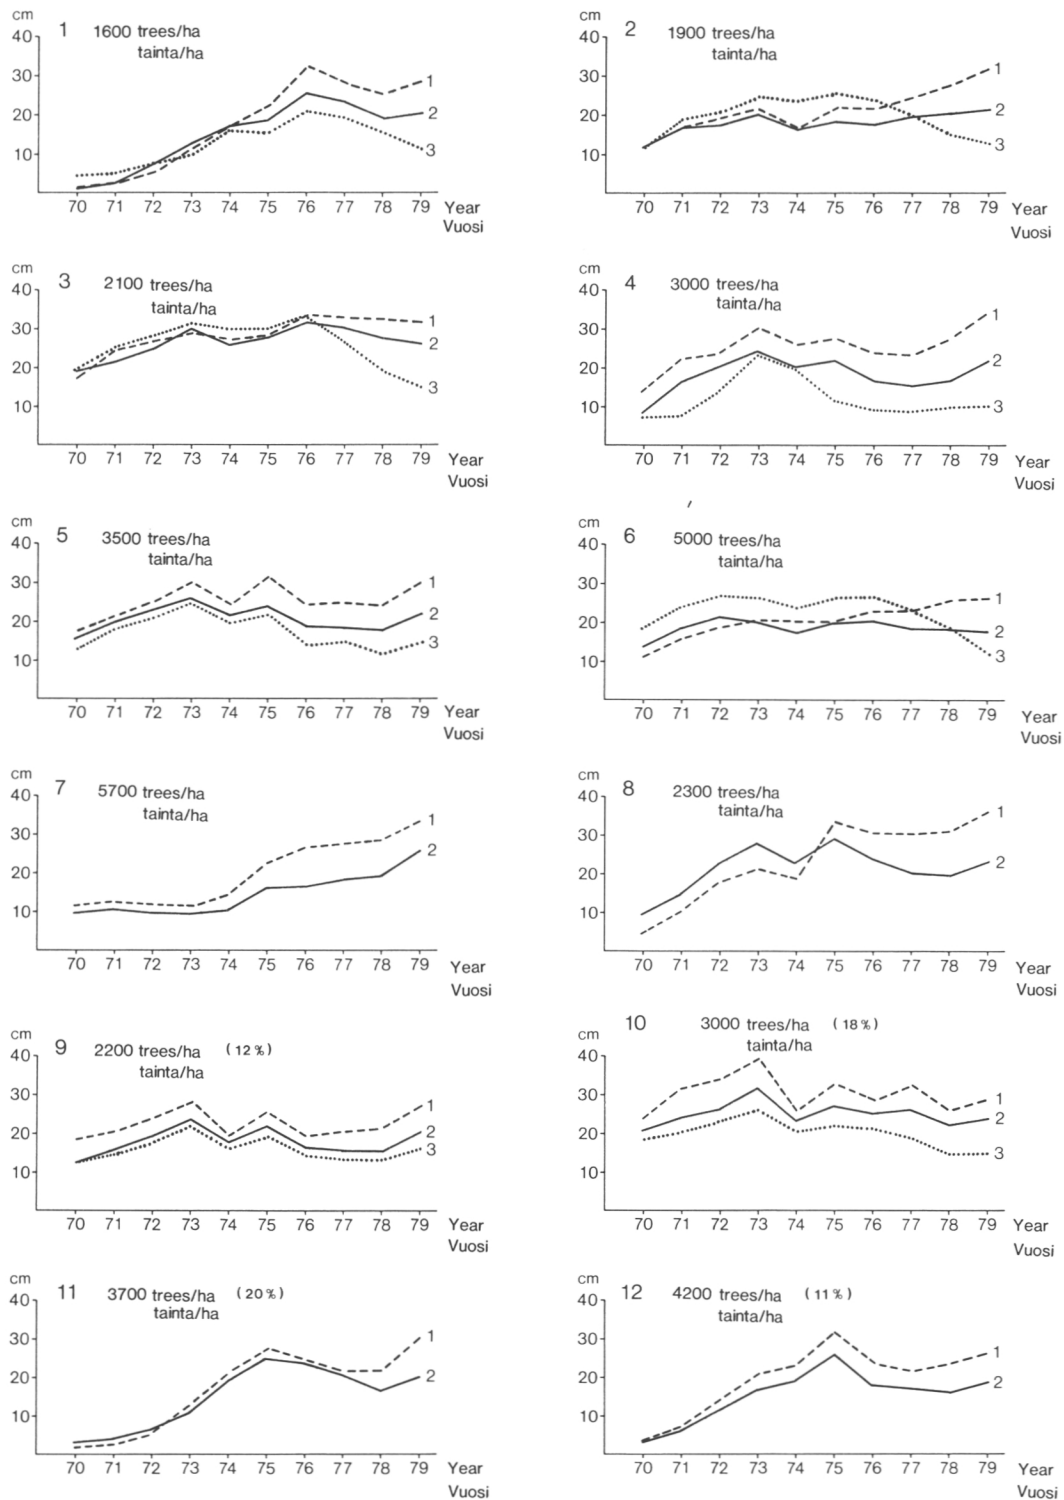 cm
1 1600 trees/ha
tainta/ha
40
30
20
10
1
2
3
70 71 72 73 74 75 76 77 78 79 Year
Vuosi
cm
2 1900 trees/ha
tainta/ha
40
30
20
10
1
2
3
70 71 72 73 74 75 76 77 78 79 Year
Vuosi
cm
3 2100 trees/ha
tainta/ha
40
30
20
10
1
2
3
70 71 72 73 74 75 76 77 78 79 Year
Vuosi
cm
4 3000 trees/ha
tainta/ha
40
30
20
10
1
2
3
70 71 72 73 74 75 76 77 78 79 Year
Vuosi
cm
5 3500 trees/ha
tainta/ha
40
30
20
10
1
2
3
70 71 72 73 74 75 76 77 78 79 Year
Vuosi
cm
6 5000 trees/ha
tainta/ha
40
30
20
10
1
2
3
70 71 72 73 74 75 76 77 78 79 Year
Vuosi
cm
7 5700 trees/ha
tainta/ha
40
30
20
10
1
2
70 71 72 73 74 75 76 77 78 79 Year
Vuosi
cm
8 2300 trees/ha
tainta/ha
40
30
20
10
1
2
70 71 72 73 74 75 76 77 78 79 Year
Vuosi
cm
9 2200 trees/ha (12%)
tainta/ha
40
30
20
10
1
2
3
70 71 72 73 74 75 76 77 78 79 Year
Vuosi
cm
10 3000 trees/ha (18%)
tainta/ha
40
30
20
10
1
2
3
70 71 72 73 74 75 76 77 78 79 Year
Vuosi
cm
11 3700 trees/ha (20%)
tainta/ha
40
30
20
10
1
2
70 71 72 73 74 75 76 77 78 79 Year
Vuosi
cm
12 4200 trees/ha (11%)
tainta/ha
40
30
20
10
1
2
70 71 72 73 74 75 76 77 78 79 Year
Vuosi